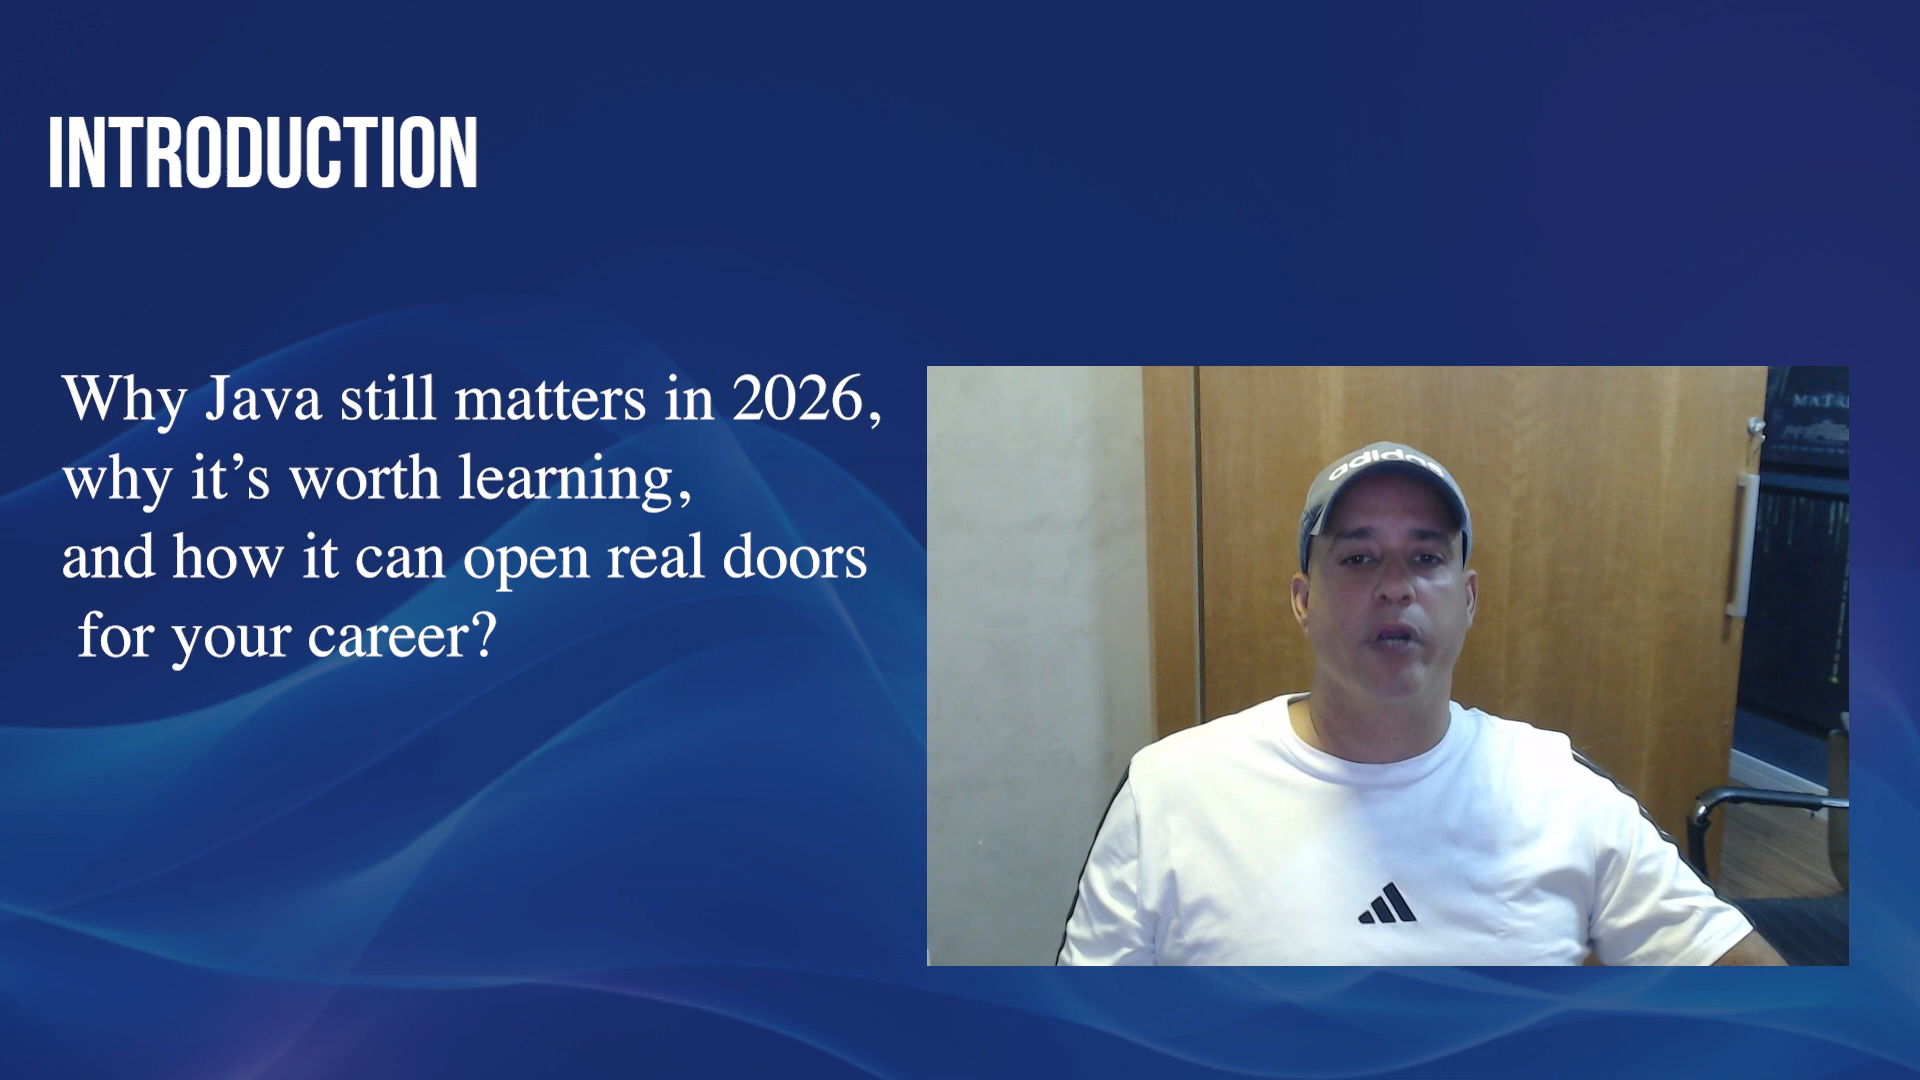 INTRODUCTION
Why Java still matters in 2026,
why it’s worth learning,
and how it can open real doors
for your career?
adidas